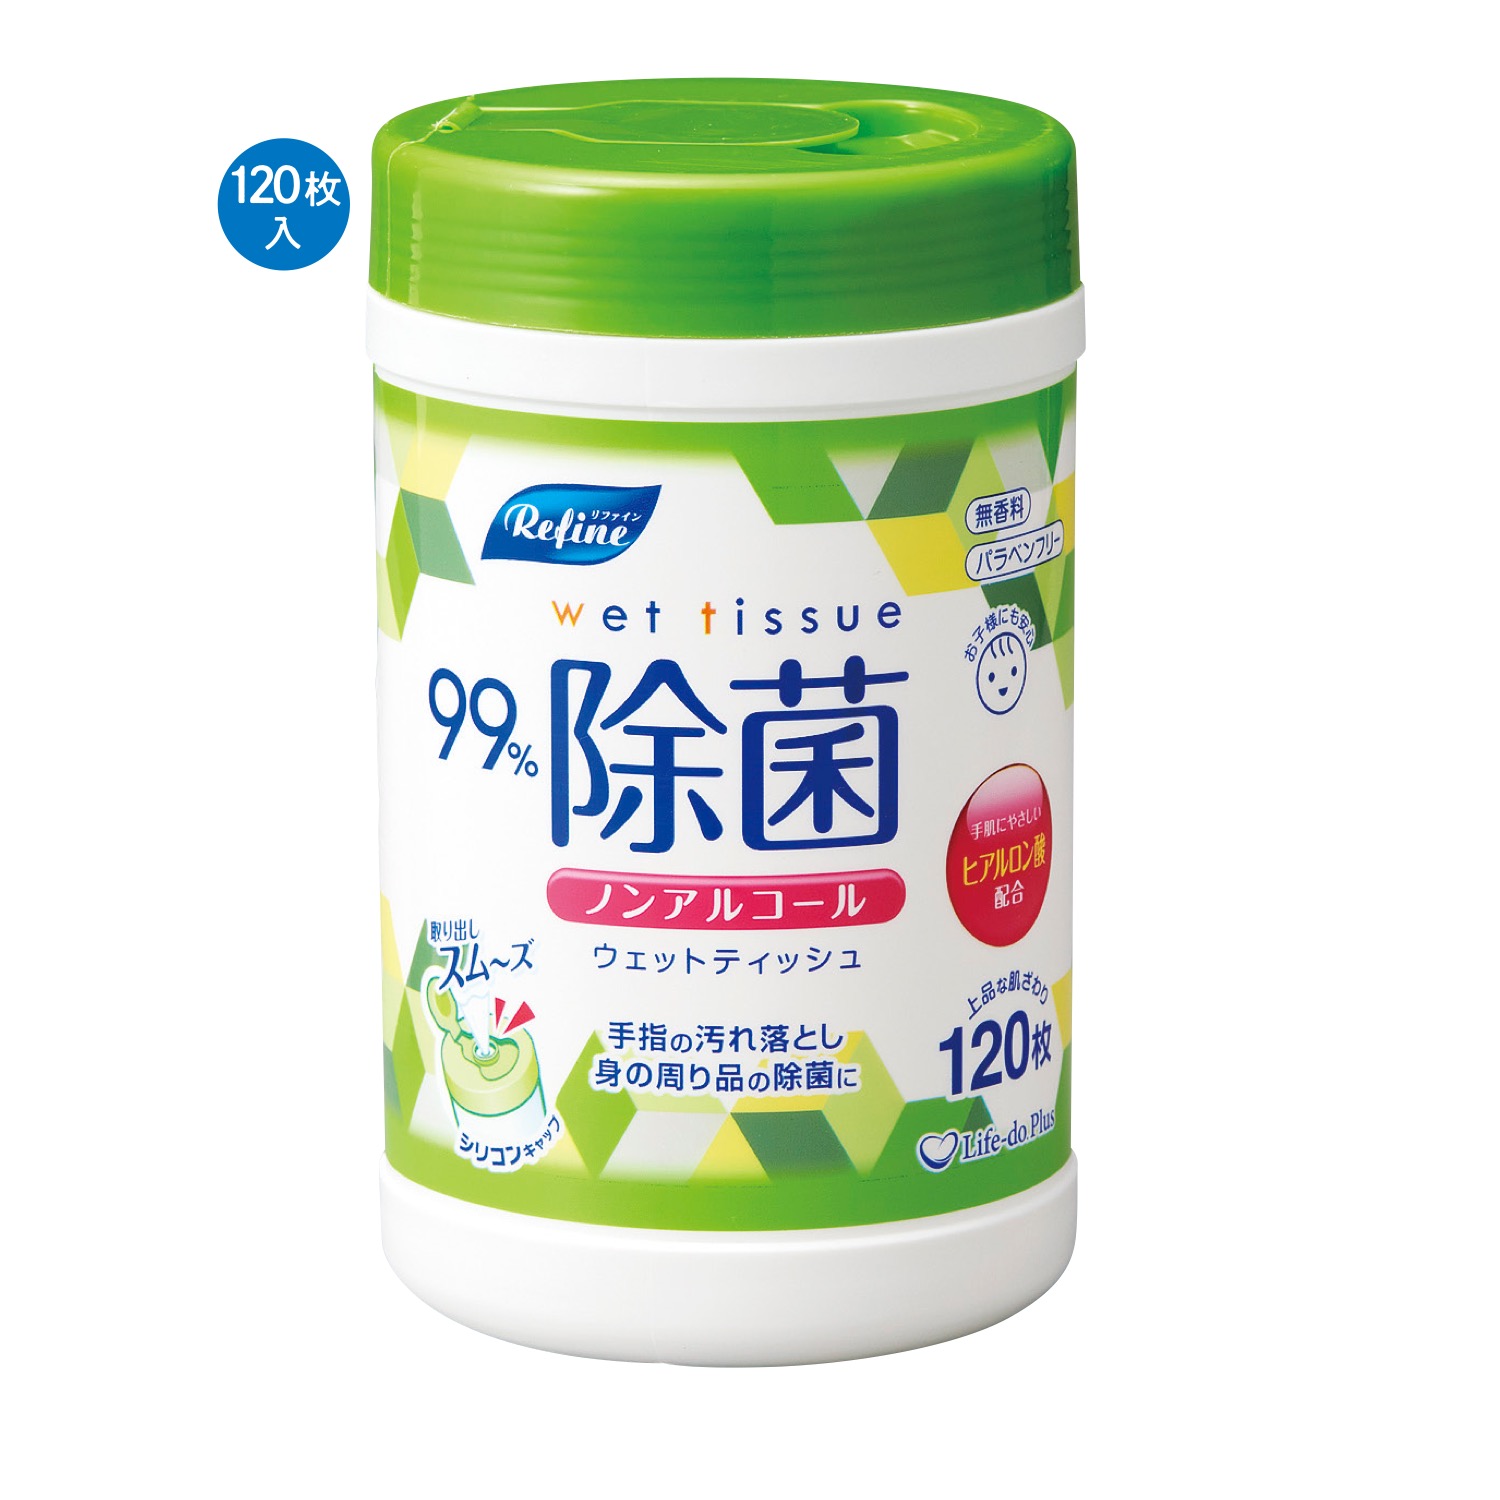 120枚
入
Refine
リファイン
無香料
パラベンフリー
wet tissue
お子様にも安心
99%
除菌
手肌にやさしい
ヒアルロン酸
配合
ノンアルコール
ウェットティッシュ
取り出し
スム〜ズ
シリコンキャップ
手指の汚れ落とし
身の周り品の除菌に
上品な肌ざわり
120枚
Life-do.Plus